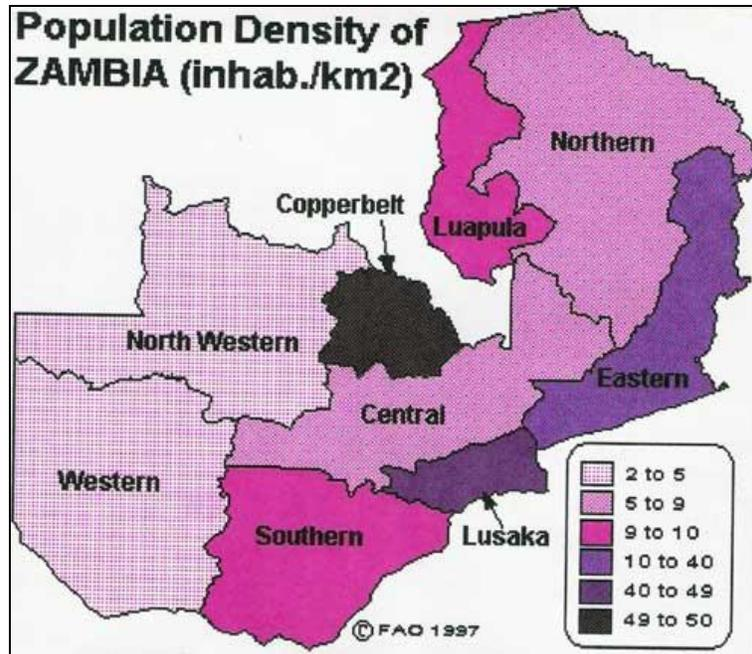 Population Density of
ZAMBIA (inhab./km2)
Northern
Copperbelt
Luapula
North Western
Eastern
Central
Western
Southern
Lusaka
2 to 5
5 to 9
9 to 10
10 to 40
40 to 49
49 to 50
© FAO 1997